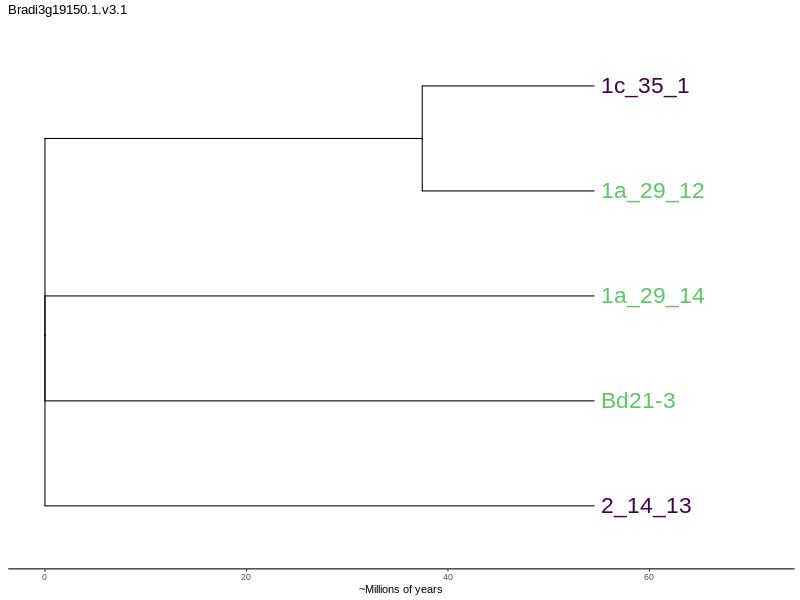 Bradi3g19150.1.v3.1
1c_35_1
1a_29_12
1a_29_14
Bd21-3
2_14_13
0 20 40 60
~Millions of years